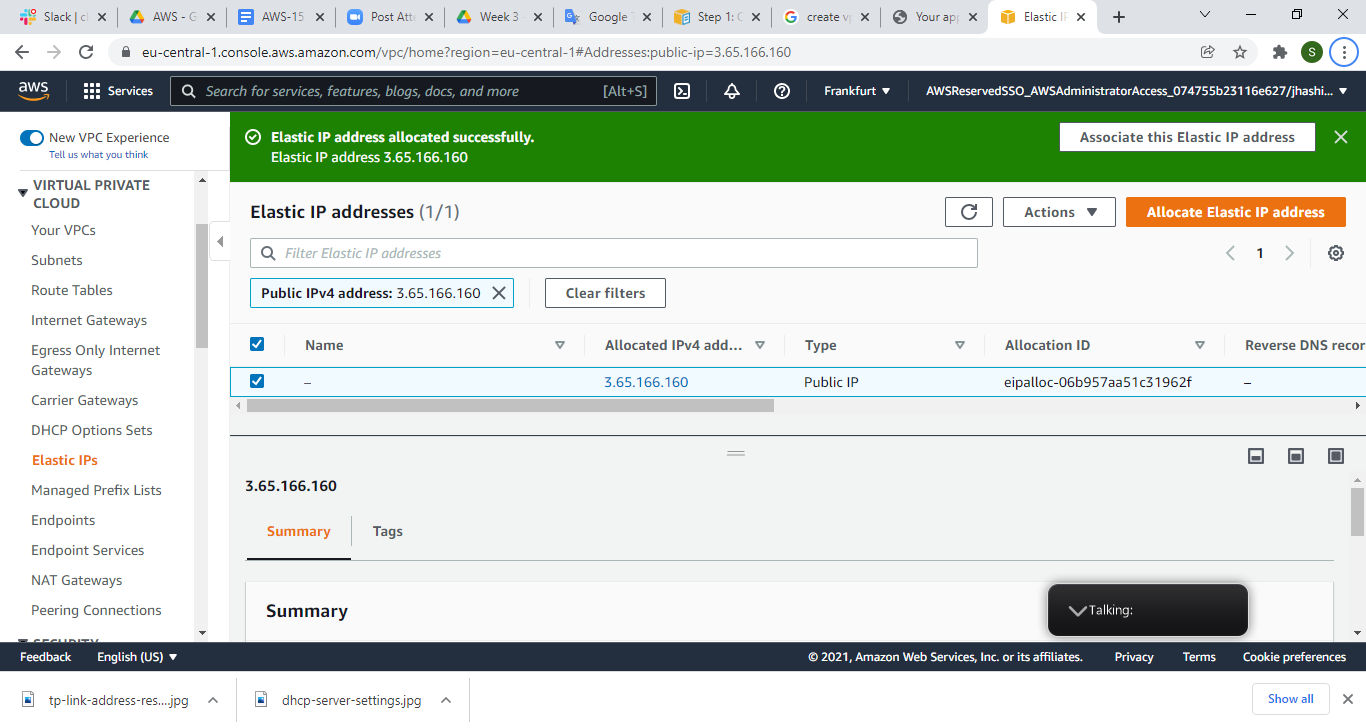 Slack | cl
AWS - G
AWS-15
Post Atte
Week 3 -
Google T
Step 1: C
create vp
Your app
Elastic IP
eu-central-1.console.aws.amazon.com/vpc/home?region=eu-central-1#Addresses:public-ip=3.65.166.160
S
aws
Services
Search for services, features, blogs, docs, and more
[Alt+S]
Frankfurt
AWSReservedSSO_AWSAdministratorAccess_074755b23116e627/jhashi...
New VPC Experience
Tell us what you think
VIRTUAL PRIVATE
CLOUD
Your VPCs
Subnets
Route Tables
Internet Gateways
Egress Only Internet
Gateways
Carrier Gateways
DHCP Options Sets
Elastic IPs
Managed Prefix Lists
Endpoints
Endpoint Services
NAT Gateways
Peering Connections
SECURITY
Elastic IP address allocated successfully.
Elastic IP address 3.65.166.160
Associate this Elastic IP address
Elastic IP addresses (1/1)
Actions
Allocate Elastic IP address
Filter Elastic IP addresses
1
Public IPv4 address: 3.65.166.160
Clear filters
Name
Allocated IPv4 add...
Type
Allocation ID
Reverse DNS recor
–
3.65.166.160
Public IP
eipalloc-06b957aa51c31962f
–
3.65.166.160
Summary
Tags
Summary
Talking:
Feedback
English (US)
© 2021, Amazon Web Services, Inc. or its affiliates.
Privacy
Terms
Cookie preferences
tp-link-address-res....jpg
dhcp-server-settings.jpg
Show all